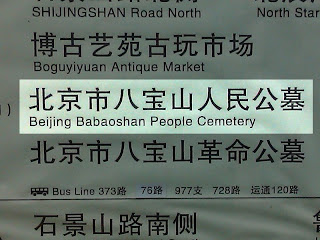 SHIJINGSHAN Road North
North Star
博古艺苑古玩市场
Boguyiyuan Antique Market
北京市八宝山人民公墓
Beijing Babaoshan People Cemetery
北京市八宝山革命公墓
Bus Line 373路 76路 977支 728路 运通120路
石景山路南侧